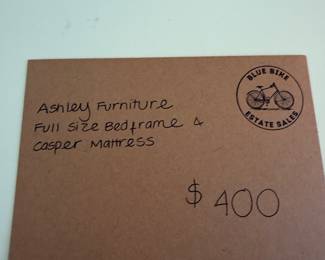 BLUE BIKE
ESTATE SALES
Ashley Furniture
Full Size Bedframe &
Casper Mattress
$ 400